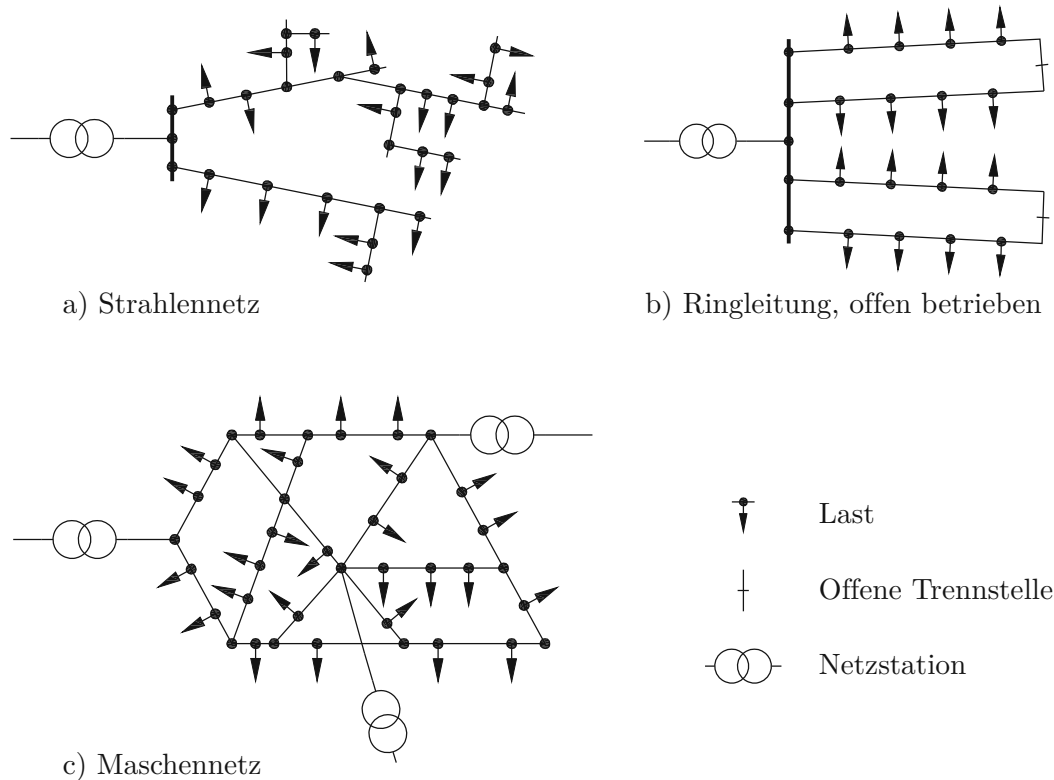 a) Strahlennetz
b) Ringleitung, offen betrieben
Last
Offene Trennstelle
Netzstation
c) Maschennetz